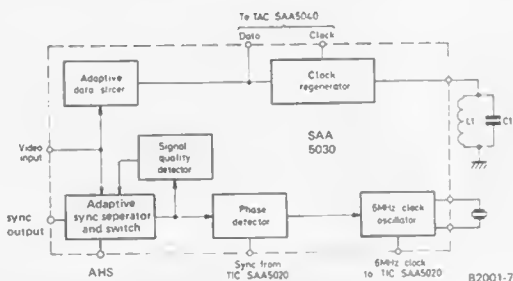 To TAC SAA5040
Data
Clock
Adaptive
data slicer
Clock
regenerator
SAA
5030
L1
C1
Video
input
Signal
quality
detector
sync
output
Adaptive
sync seperator
and switch
Phase
detector
6MHz clock
oscillator
AHS
Sync from
TIC SAA5020
6MHz clock
to TIC SAA5020
B2001-7